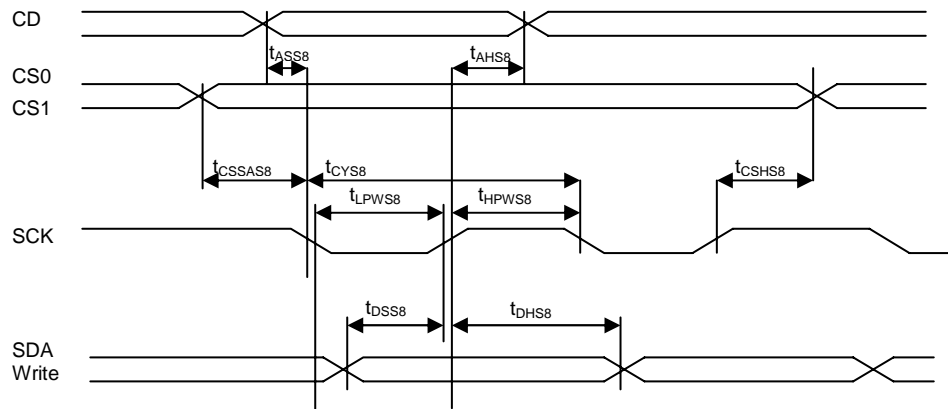 CD
tASS8
tAHS8
CS0
CS1
tCSSAS8
tCYS8
tCSHS8
tLPWS8
tHPWS8
SCK
tDSS8
tDHS8
SDA
Write